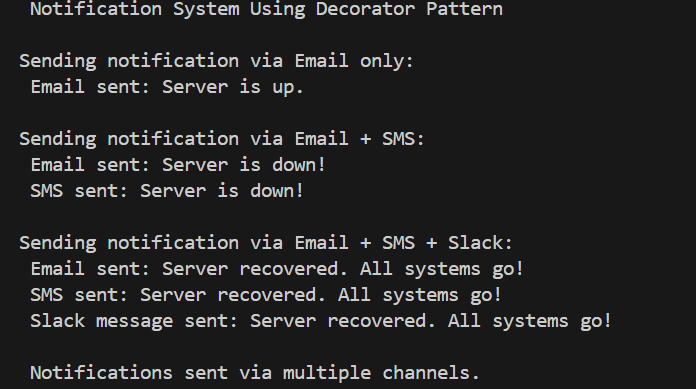 Notification System Using Decorator Pattern
Sending notification via Email only:
Email sent: Server is up.
Sending notification via Email + SMS:
Email sent: Server is down!
SMS sent: Server is down!
Sending notification via Email + SMS + Slack:
Email sent: Server recovered. All systems go!
SMS sent: Server recovered. All systems go!
Slack message sent: Server recovered. All systems go!
Notifications sent via multiple channels.